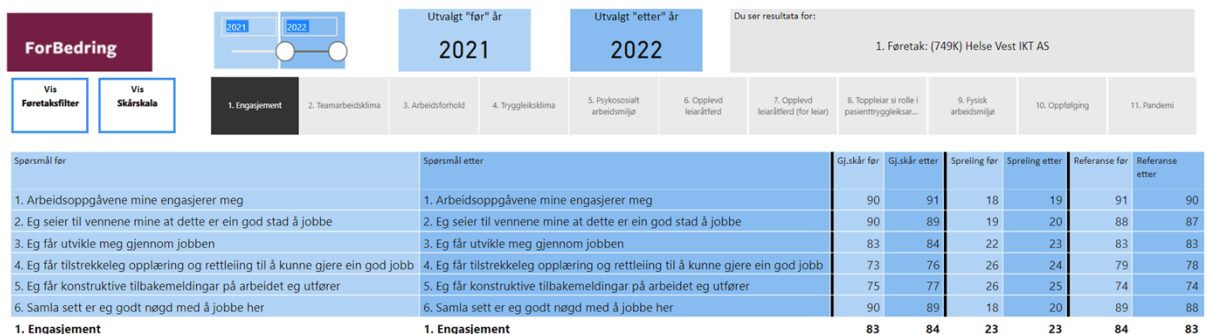 ForBedring
2021
2022
Utvalgt "før" år
2021
Utvalgt "etter" år
2022
Du ser resultata for:
1. Føretak: (749K) Helse Vest IKT AS
Vis
Føretaksfilter
Vis
Skårskala
1. Engasjement
2. Teamarbeidsklima
3. Arbeidsforhold
4. Tryggleiksklima
5. Psykososialt
arbeidsmiljø
6. Opplevd
leiaråtferd
7. Opplevd
leiaråtferd (for leiar)
8. Toppleiar si rolle i
pasienttryggleiksar...
9. Fysisk
arbeidsmiljø
10. Oppfølging
11. Pandemi
Spørsmål før Spørsmål etter Gj.skår før Gj.skår etter Spreiing før Spreiing etter Referanse før Referanse
etter
1. Arbeidsoppgåvene mine engasjerer meg 1. Arbeidsoppgåvene mine engasjerer meg 90 91 18 19 91 90
2. Eg seier til vennene mine at dette er ein god stad å jobbe 2. Eg seier til vennene mine at dette er ein god stad å jobbe 90 89 19 20 88 87
3. Eg får utvikle meg gjennom jobben 3. Eg får utvikle meg gjennom jobben 83 84 22 23 83 83
4. Eg får tilstrekkeleg opplæring og rettleiing til å kunne gjere ein god jobb 4. Eg får tilstrekkeleg opplæring og rettleiing til å kunne gjere ein god jobb 73 76 26 24 79 78
5. Eg får konstruktive tilbakemeldingar på arbeidet eg utfører 5. Eg får konstruktive tilbakemeldingar på arbeidet eg utfører 75 77 26 25 74 74
6. Samla sett er eg godt nøgd med å jobbe her 6. Samla sett er eg godt nøgd med å jobbe her 90 89 18 20 89 88
1. Engasjement 1. Engasjement 83 84 23 23 84 83